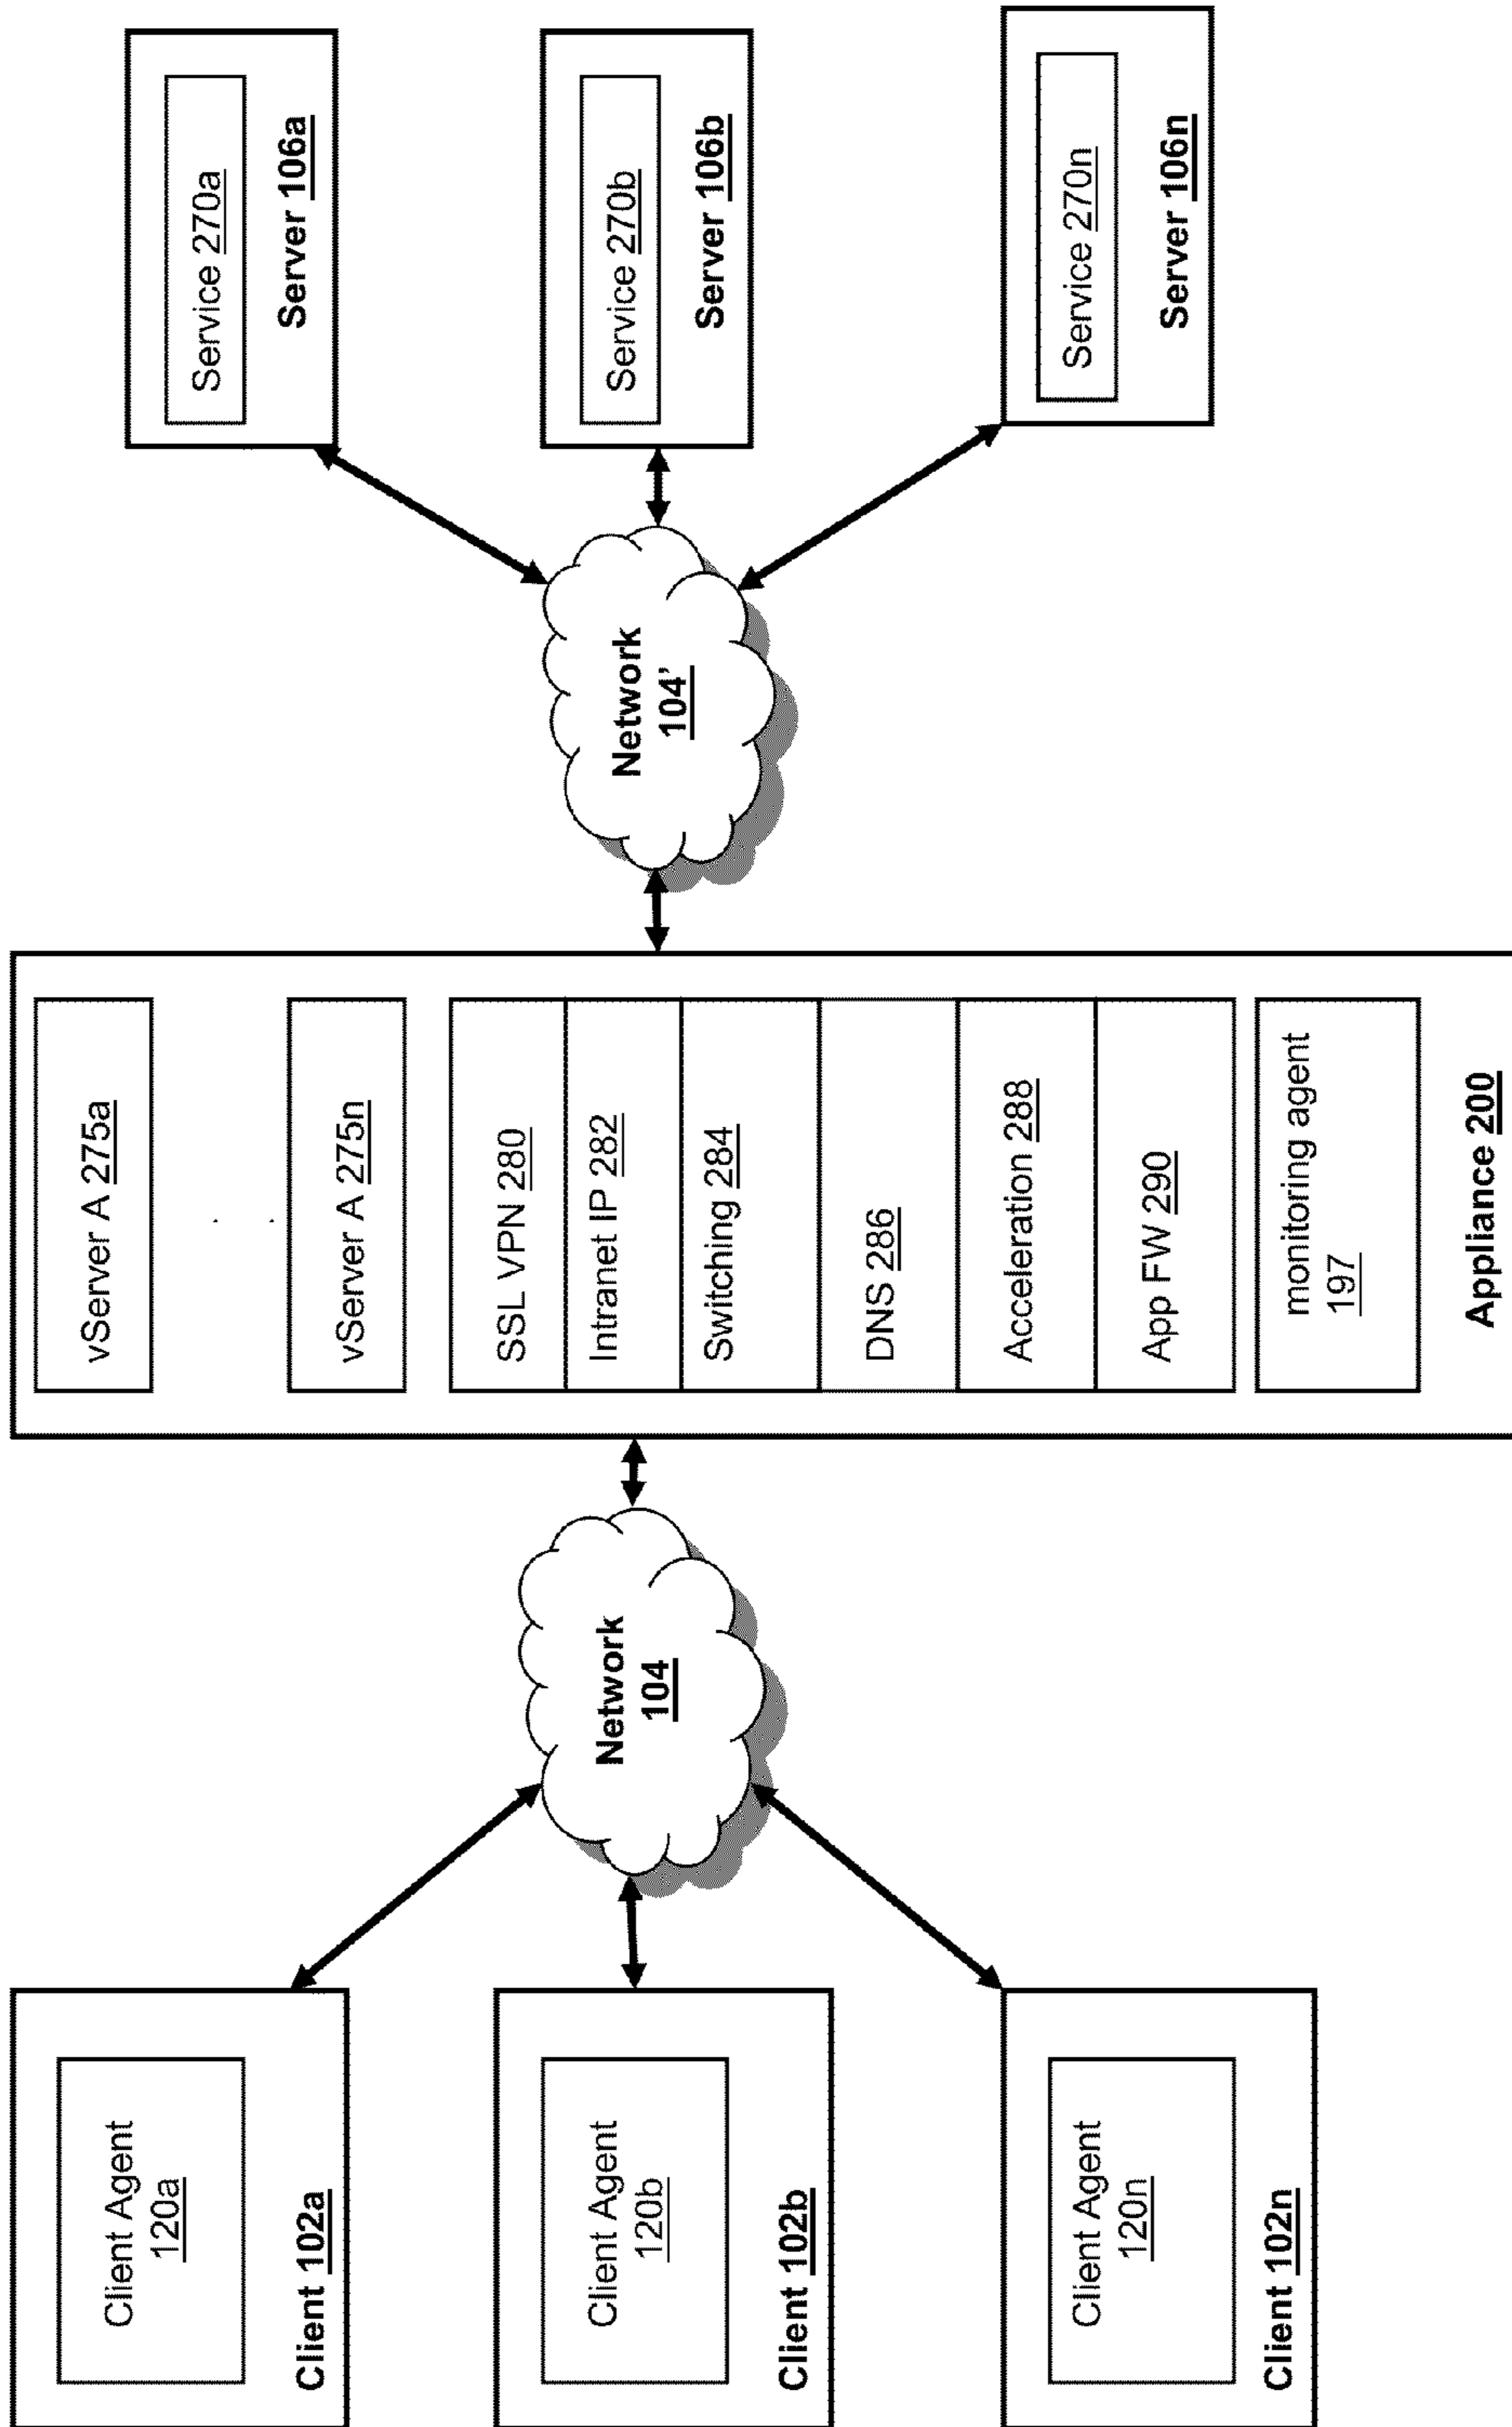 Client Agent
120a
Client 102a
Client Agent
120b
Client 102b
Client Agent
120n
Client 102n
Network
104
vServer A 275a
vServer A 275n
SSL VPN 280
Intranet IP 282
Switching 284
DNS 286
Acceleration 288
App FW 290
monitoring agent
197
Appliance 200
Network
104’
Service 270a
Server 106a
Service 270b
Server 106b
Service 270n
Server 106n